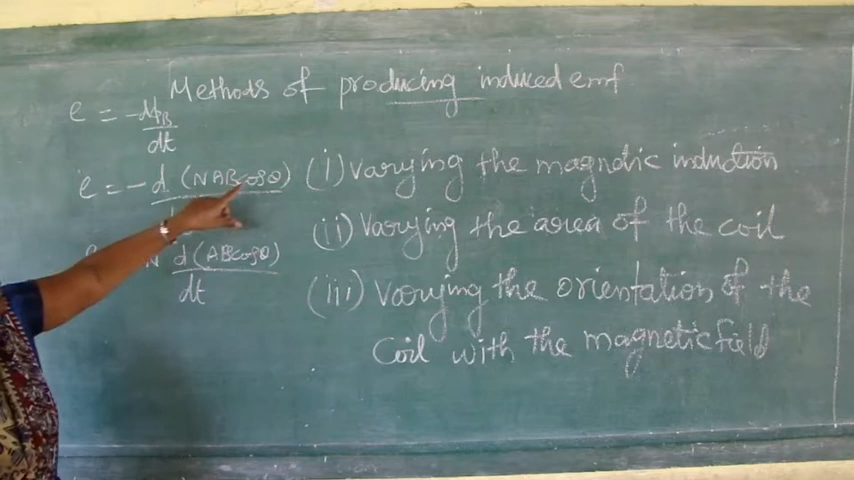 Methods of producing induced emf
e = - dφB/dt
e = - d (NABcosθ)
(i) Varying the magnetic induction
(ii) Varying the area of the coil
N d (ABcosθ)/dt
(iii) Varying the orientation of the
coil with the magnetic field